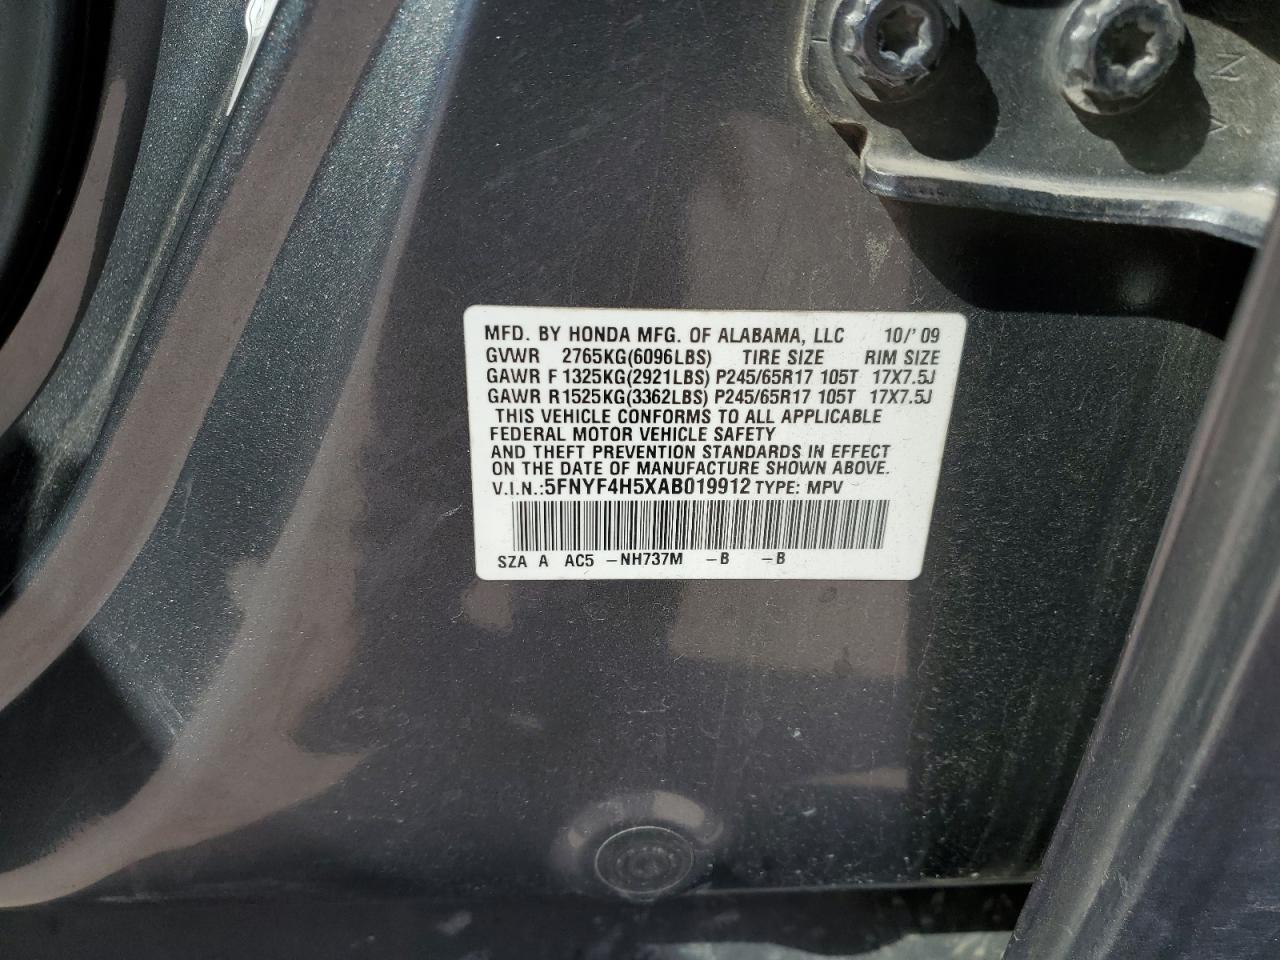 MFD. BY HONDA MFG. OF ALABAMA, LLC 10/'09
GVWR 2765KG(6096LBS) TIRE SIZE RIM SIZE
GAWR F 1325KG(2921LBS) P245/65R17 105T 17X7.5J
GAWR R1525KG(3362LBS) P245/65R17 105T 17X7.5J
THIS VEHICLE CONFORMS TO ALL APPLICABLE
FEDERAL MOTOR VEHICLE SAFETY
AND THEFT PREVENTION STANDARDS IN EFFECT
ON THE DATE OF MANUFACTURE SHOWN ABOVE.
V.I.N.:5FNYF4H5XAB019912 TYPE: MPV
SZA A AC5 -NH737M -B -B